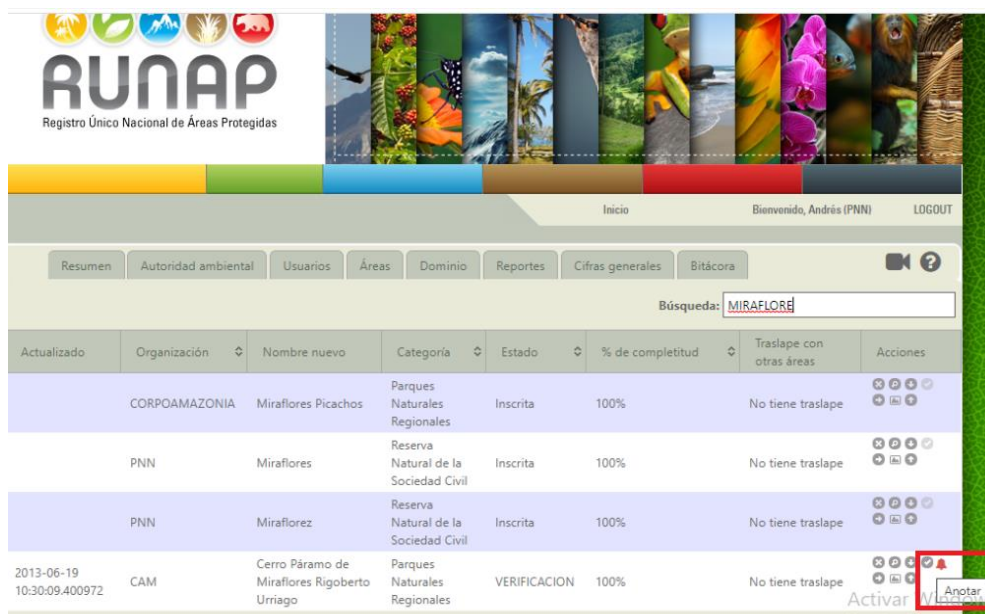 RUNAP
Registro Único Nacional de Áreas Protegidas
Inicio Bienvenido, Andrés (PNN) LOGOUT
Resumen Autoridad ambiental Usuarios Áreas Dominio Reportes Cifras generales Bitácora
Búsqueda: MIRAFLORE
Actualizado Organización Nombre nuevo Categoría Estado % de completitud Traslape con otras áreas Acciones
CORPOAMAZONIA Miraflores Picachos Parques Naturales Regionales Inscrita 100% No tiene traslape
PNN Miraflores Reserva Natural de la Sociedad Civil Inscrita 100% No tiene traslape
PNN Miraflorez Reserva Natural de la Sociedad Civil Inscrita 100% No tiene traslape
2013-06-19 10:30:09.400972 CAM Cerro Páramo de Miraflores Rigoberto Urriago Parques Naturales Regionales VERIFICACION 100% No tiene traslape
Anotar
Activar